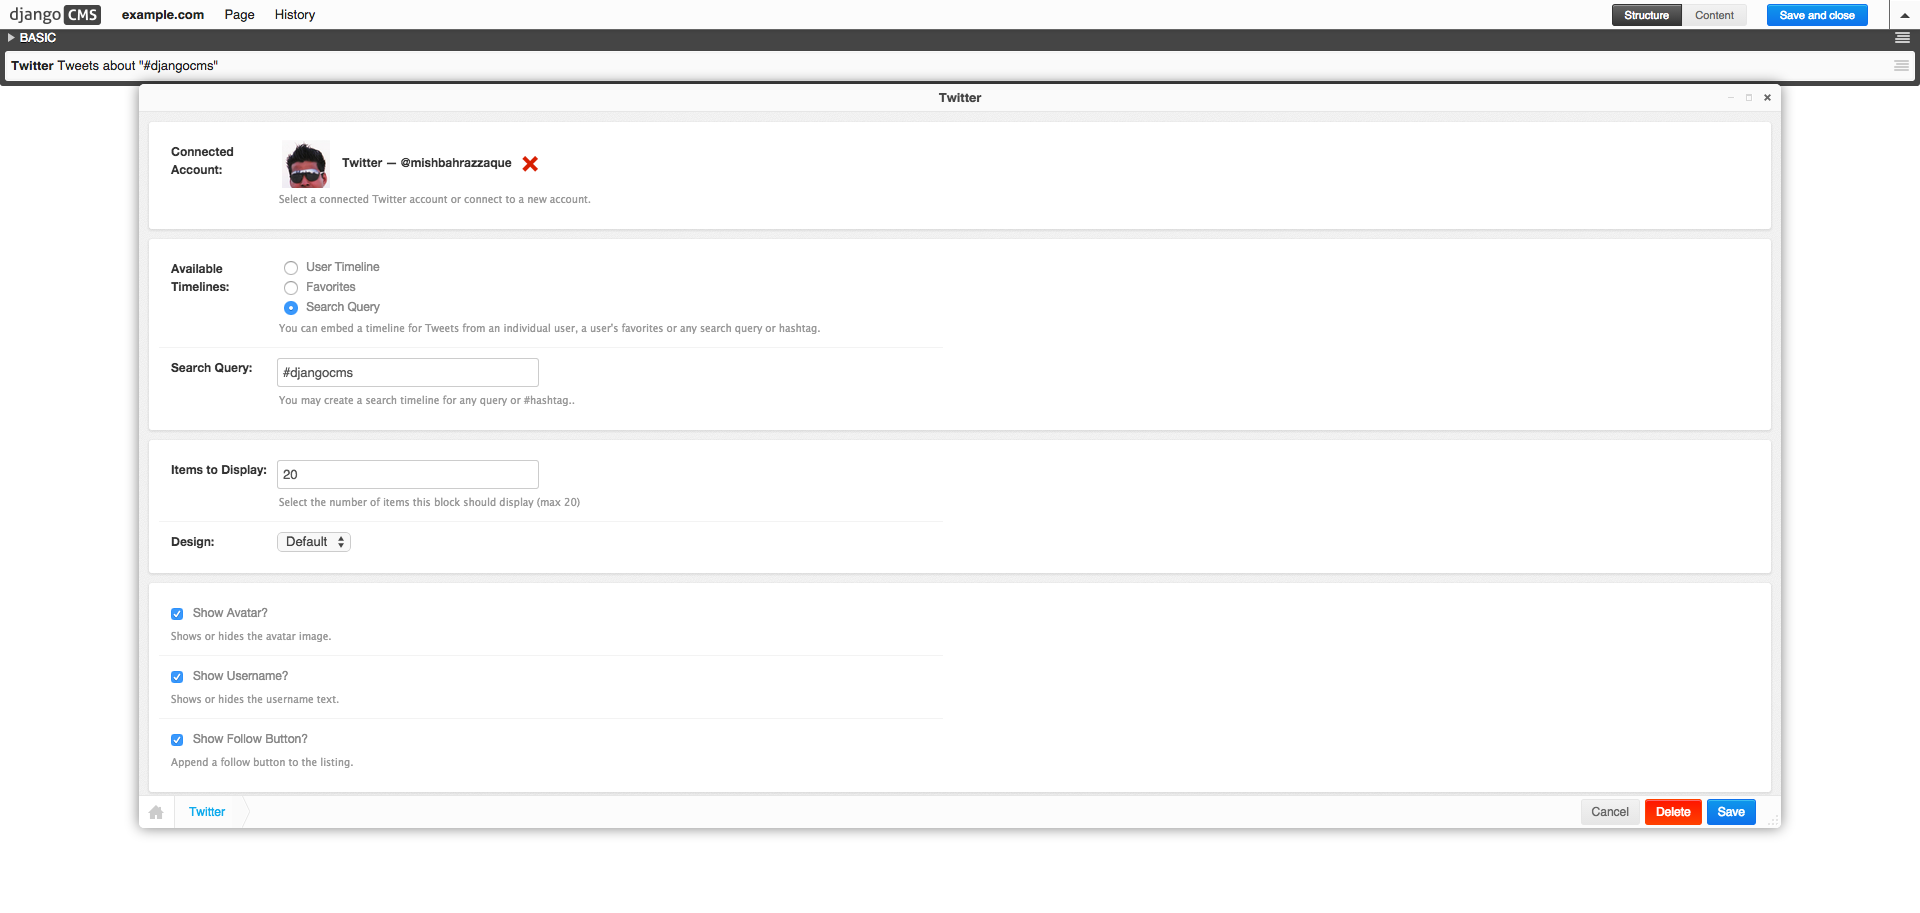 django CMS example.com Page History Structure Content Save and close
BASIC
Twitter Tweets about "#djangocms"
Twitter
Connected Account:
Twitter — @mishbahrazzaque
Select a connected Twitter account or connect to a new account.
Available Timelines:
User Timeline
Favorites
Search Query
You can embed a timeline for Tweets from an individual user, a user's favorites or any search query or hashtag.
Search Query:
#djangocms
You may create a search timeline for any query or #hashtag..
Items to Display:
20
Select the number of items this block should display (max 20)
Design:
Default
Show Avatar?
Shows or hides the avatar image.
Show Username?
Shows or hides the username text.
Show Follow Button?
Append a follow button to the listing.
Twitter
Cancel Delete Save